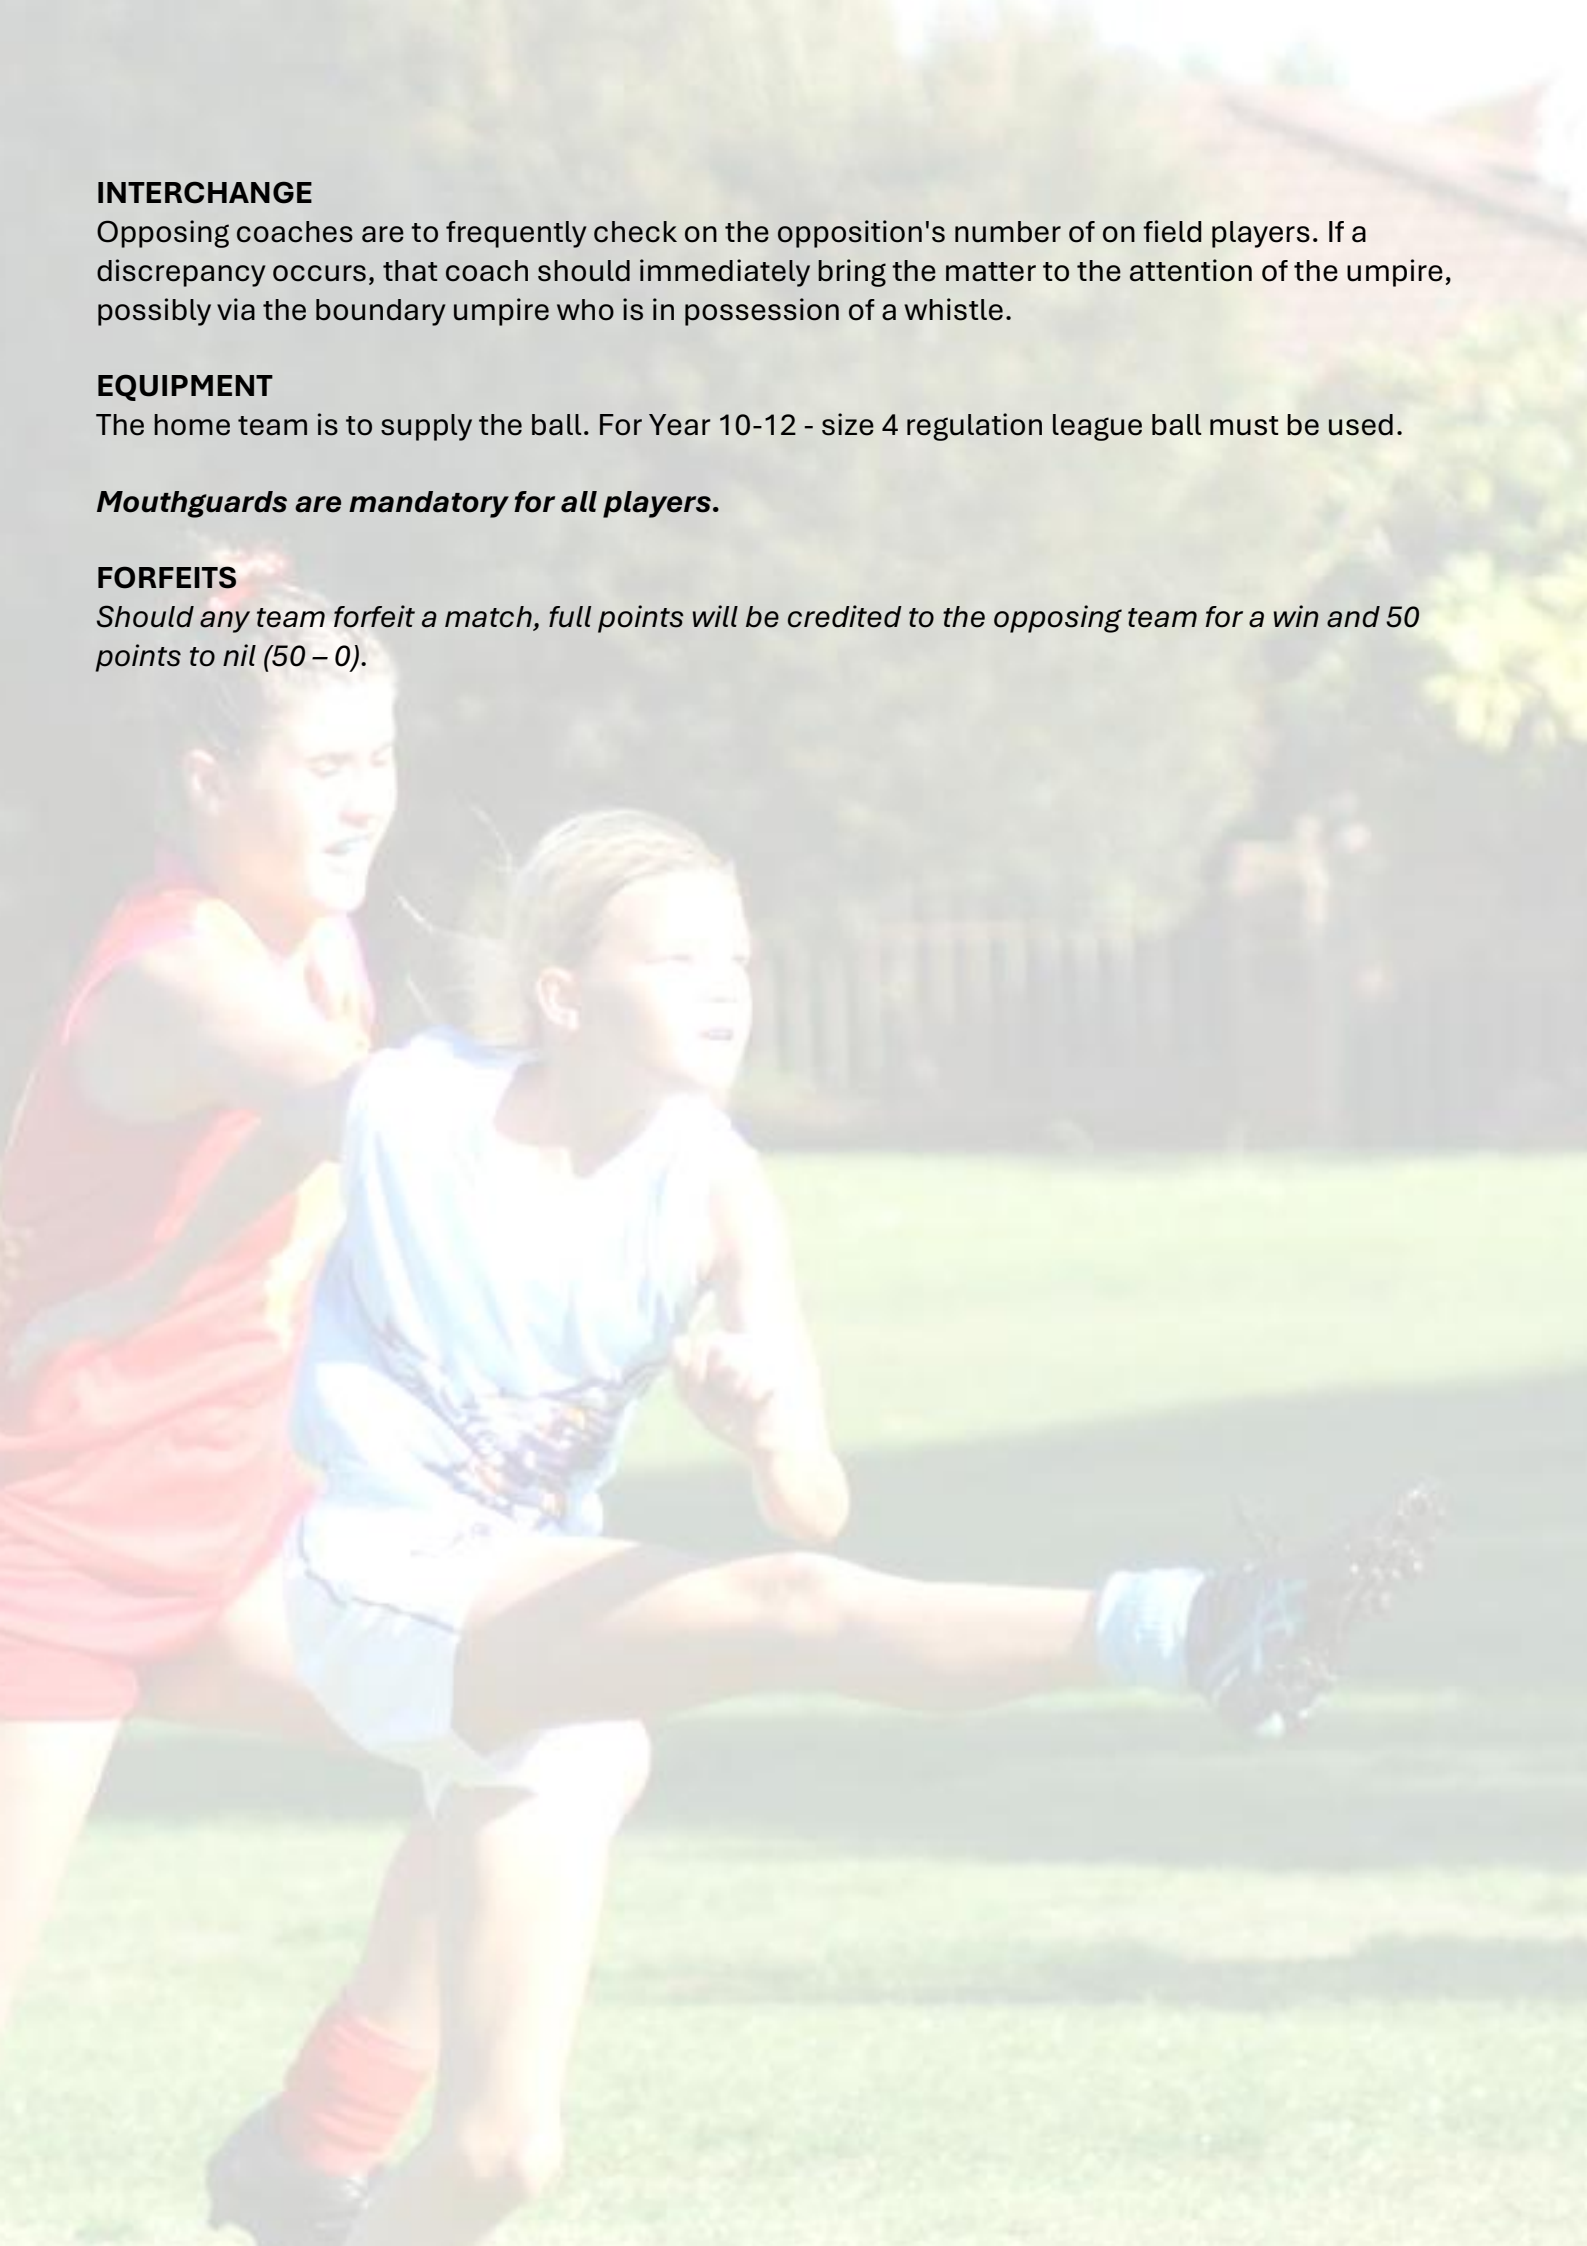 INTERCHANGE
Opposing coaches are to frequently check on the opposition's number of on field players. If a
discrepancy occurs, that coach should immediately bring the matter to the attention of the umpire,
possibly via the boundary umpire who is in possession of a whistle.
EQUIPMENT
The home team is to supply the ball. For Year 10-12 - size 4 regulation league ball must be used.
Mouthguards are mandatory for all players.
FORFEITS
Should any team forfeit a match, full points will be credited to the opposing team for a win and 50
points to nil (50 – 0).